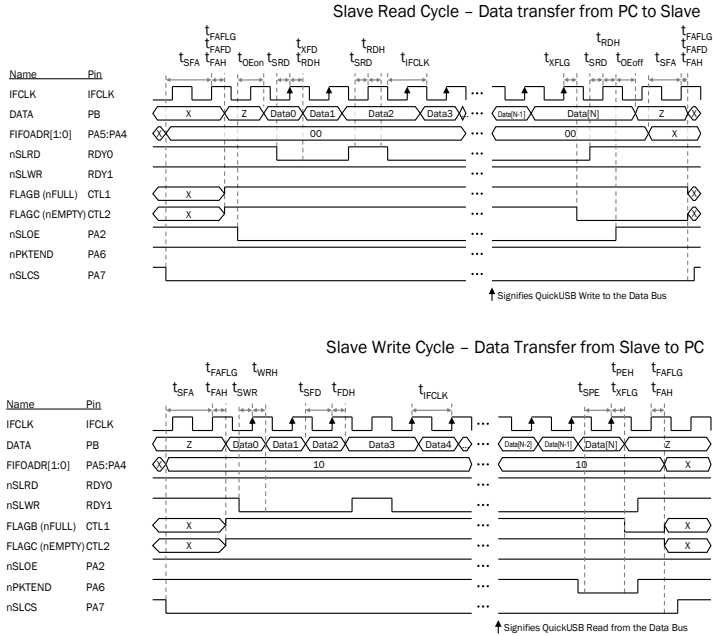 Slave Read Cycle – Data transfer from PC to Slave
tFAFLG
tFAFD tXFD tRDH tRDH tFAFLG
tSFA tFAH tOEon tSRD tRDH tSRD tIFCLK tXFLG tSRD tOEoff tSFA tFAFD tFAH
Name Pin
IFCLK IFCLK ...
DATA PB X Z Data0 Data1 Data2 Data3 ... Data[N-1] Data[N] Z X
FIFOADR[1:0] PA5:PA4 X 00 ... 00 X
nSLRD RDY0 ...
nSLWR RDY1 ...
FLAGB (nFULL) CTL1 X ... X
FLAGC (nEMPTY) CTL2 X ... X
nSLOE PA2 ...
nPKTEND PA6 ...
nSLCS PA7 ...
Signifies QuickUSB Write to the Data Bus
Slave Write Cycle – Data Transfer from Slave to PC
tFAFLG tWRH tPEH tFAFLG
tSFA tFAH tSWR tSFD tFDH tIFCLK tSPE tXFLG tFAH
Name Pin
IFCLK IFCLK ...
DATA PB Z Data0 Data1 Data2 Data3 Data4 ... Data[N-2] Data[N-1] Data[N] Z
FIFOADR[1:0] PA5:PA4 X 10 ... 10 X
nSLRD RDY0 ...
nSLWR RDY1 ...
FLAGB (nFULL) CTL1 X ... X
FLAGC (nEMPTY) CTL2 X ... X
nSLOE PA2 ...
nPKTEND PA6 ...
nSLCS PA7 ...
Signifies QuickUSB Read from the Data Bus